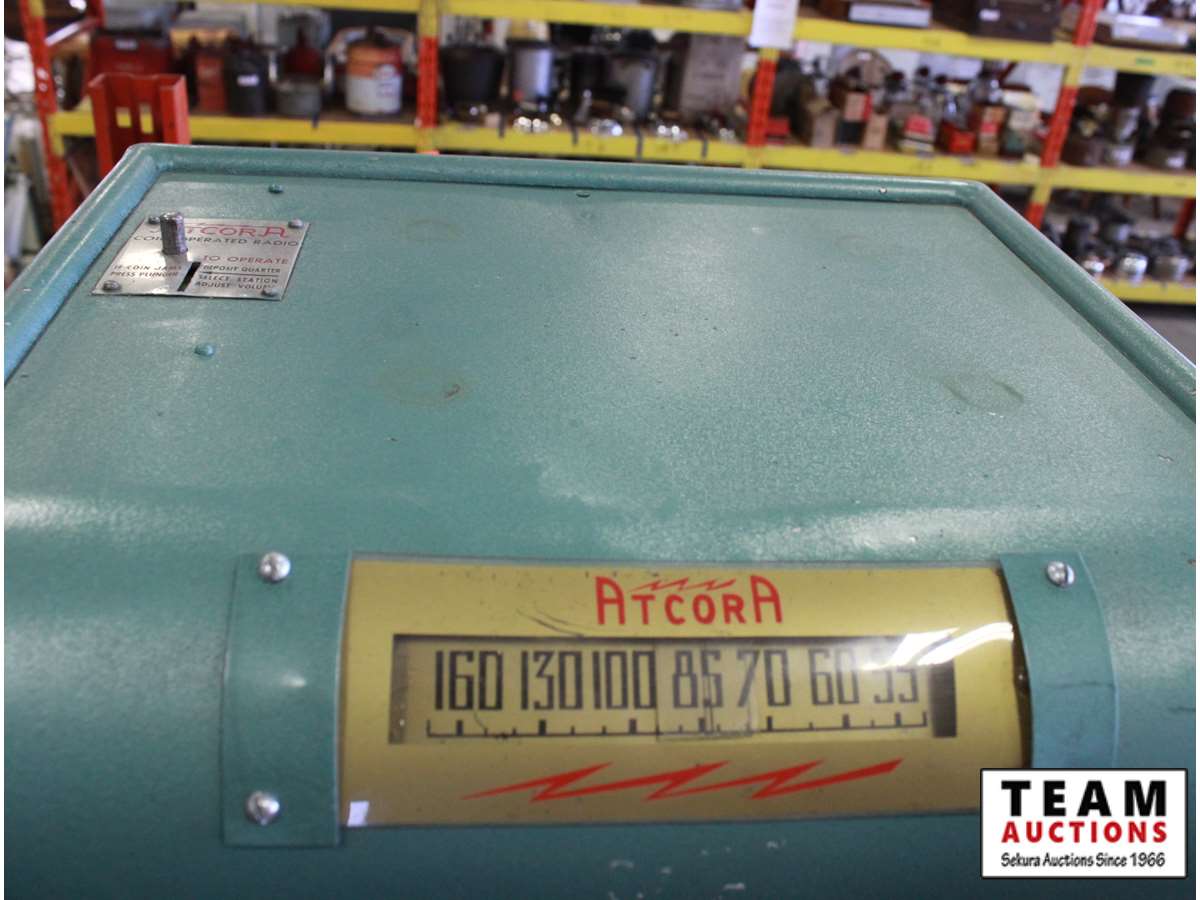 ATCORA
COIN OPERATED RADIO
TO OPERATE
IF COIN JAMS
PRESS PLUNGER
DEPOSIT QUARTER
SELECT STATION
ADJUST VOLUME
ATCORA
160 130 100 85 70 60 55
TEAM
AUCTIONS
Sekura Auctions Since 1966